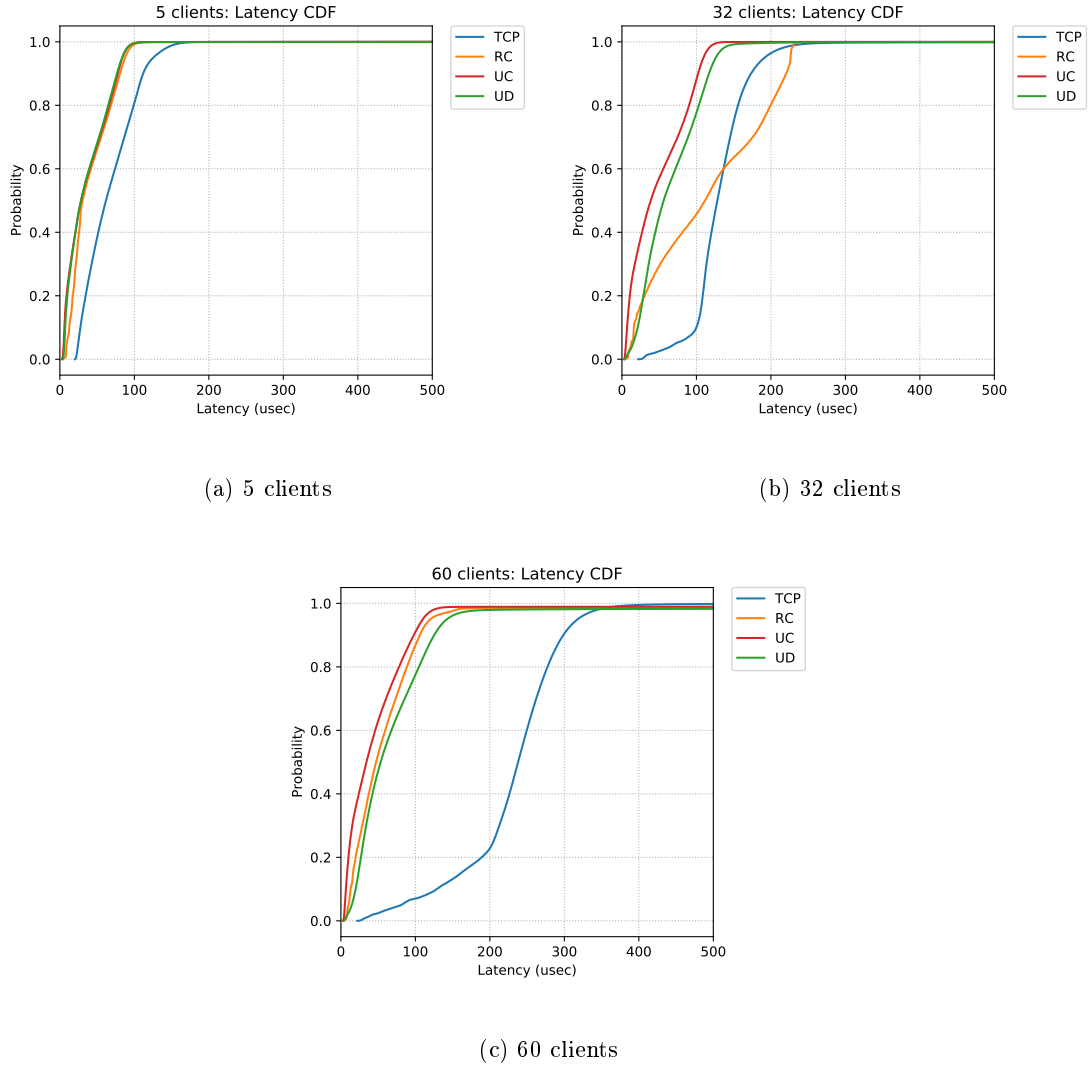 5 clients: Latency CDF
Probability
1.0
0.8
0.6
0.4
0.2
0.0
0 100 200 300 400 500
Latency (usec)
TCP
RC
UC
UD
(a) 5 clients
32 clients: Latency CDF
Probability
1.0
0.8
0.6
0.4
0.2
0.0
0 100 200 300 400 500
Latency (usec)
TCP
RC
UC
UD
(b) 32 clients
60 clients: Latency CDF
Probability
1.0
0.8
0.6
0.4
0.2
0.0
0 100 200 300 400 500
Latency (usec)
TCP
RC
UC
UD
(c) 60 clients